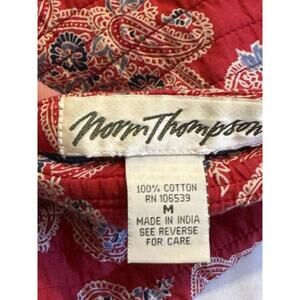 Norm Thompson
100% COTTON
RN 106539
M
MADE IN INDIA
SEE REVERSE
FOR CARE